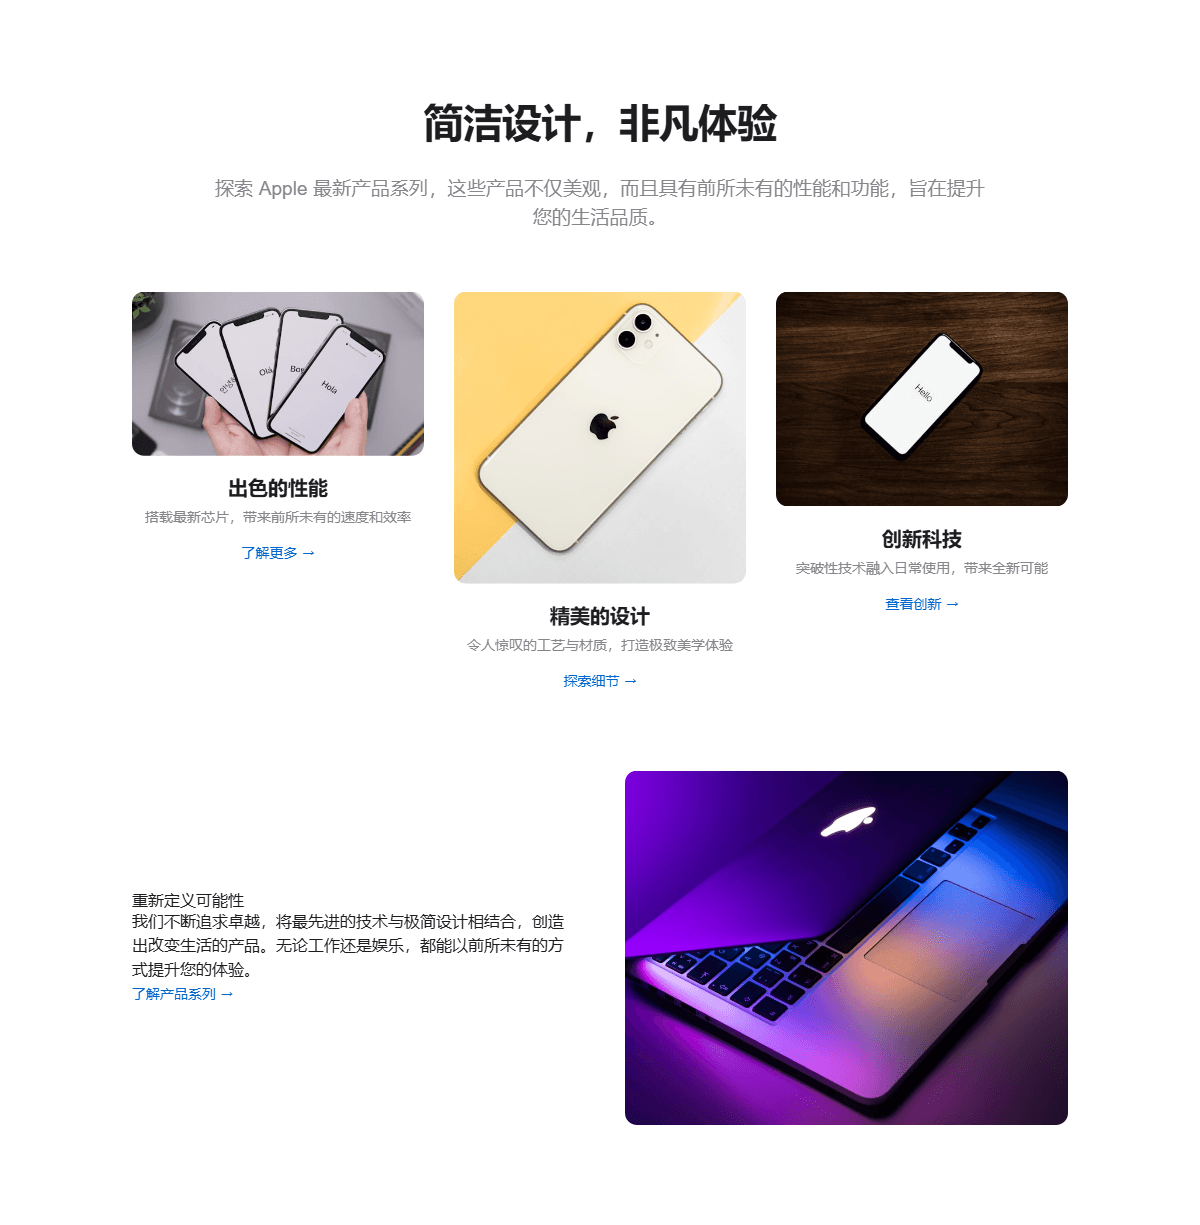 简洁设计，非凡体验
探索 Apple 最新产品系列，这些产品不仅美观，而且具有前所未有的性能和功能，旨在提升
您的生活品质。
Olá
Hola
Hello
出色的性能
搭载最新芯片，带来前所未有的速度和效率
了解更多 →
精美的设计
令人惊叹的工艺与材质，打造极致美学体验
探索细节 →
创新科技
突破性技术融入日常使用，带来全新可能
查看创新 →
重新定义可能性
我们不断追求卓越，将最先进的技术与极简设计相结合，创造
出改变生活的产品。无论工作还是娱乐，都能以前所未有的方
式提升您的体验。
了解产品系列 →